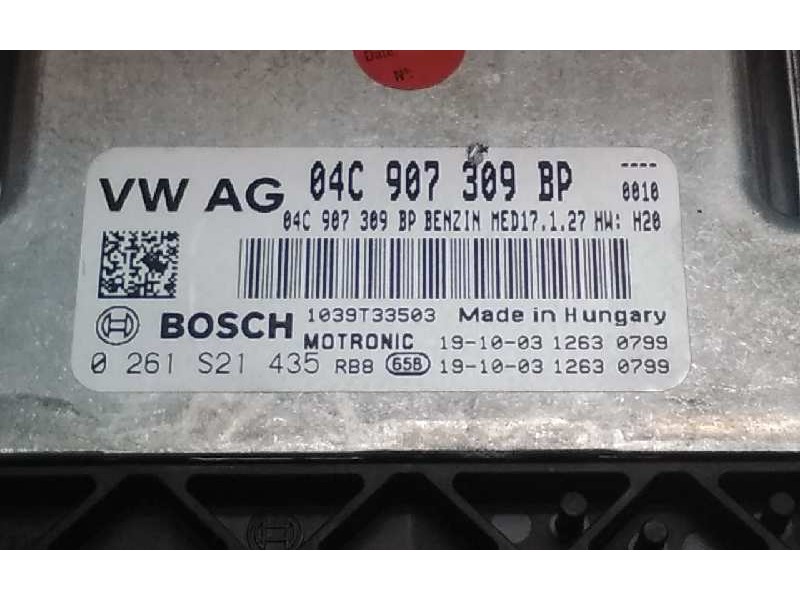 Nº:
VW AG 04C 907 309 BP ----
0010
04C 907 309 BP BENZIN MED17.1.27 HW: H20
BOSCH 1039T33503 Made in Hungary
MOTRONIC 19-10-03 1263 0799
0 261 S21 435 RB8 65B 19-10-03 1263 0799